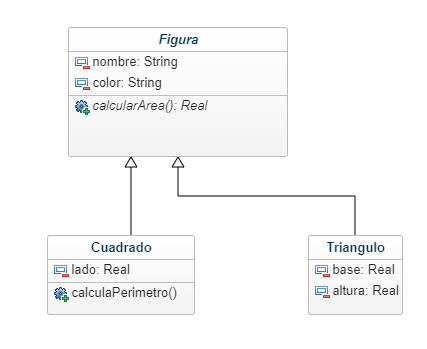 Figura
nombre: String
color: String
calcularArea(): Real
Cuadrado
lado: Real
calculaPerimetro()
Triangulo
base: Real
altura: Real